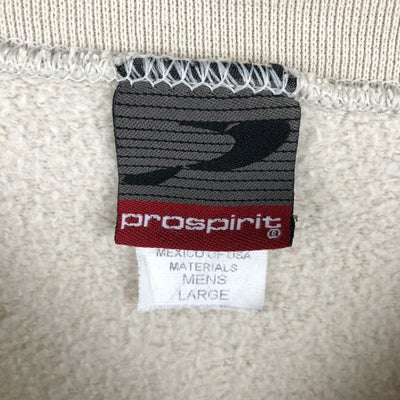 prospirit®
MEXICO OF USA
MATERIALS
MENS
LARGE